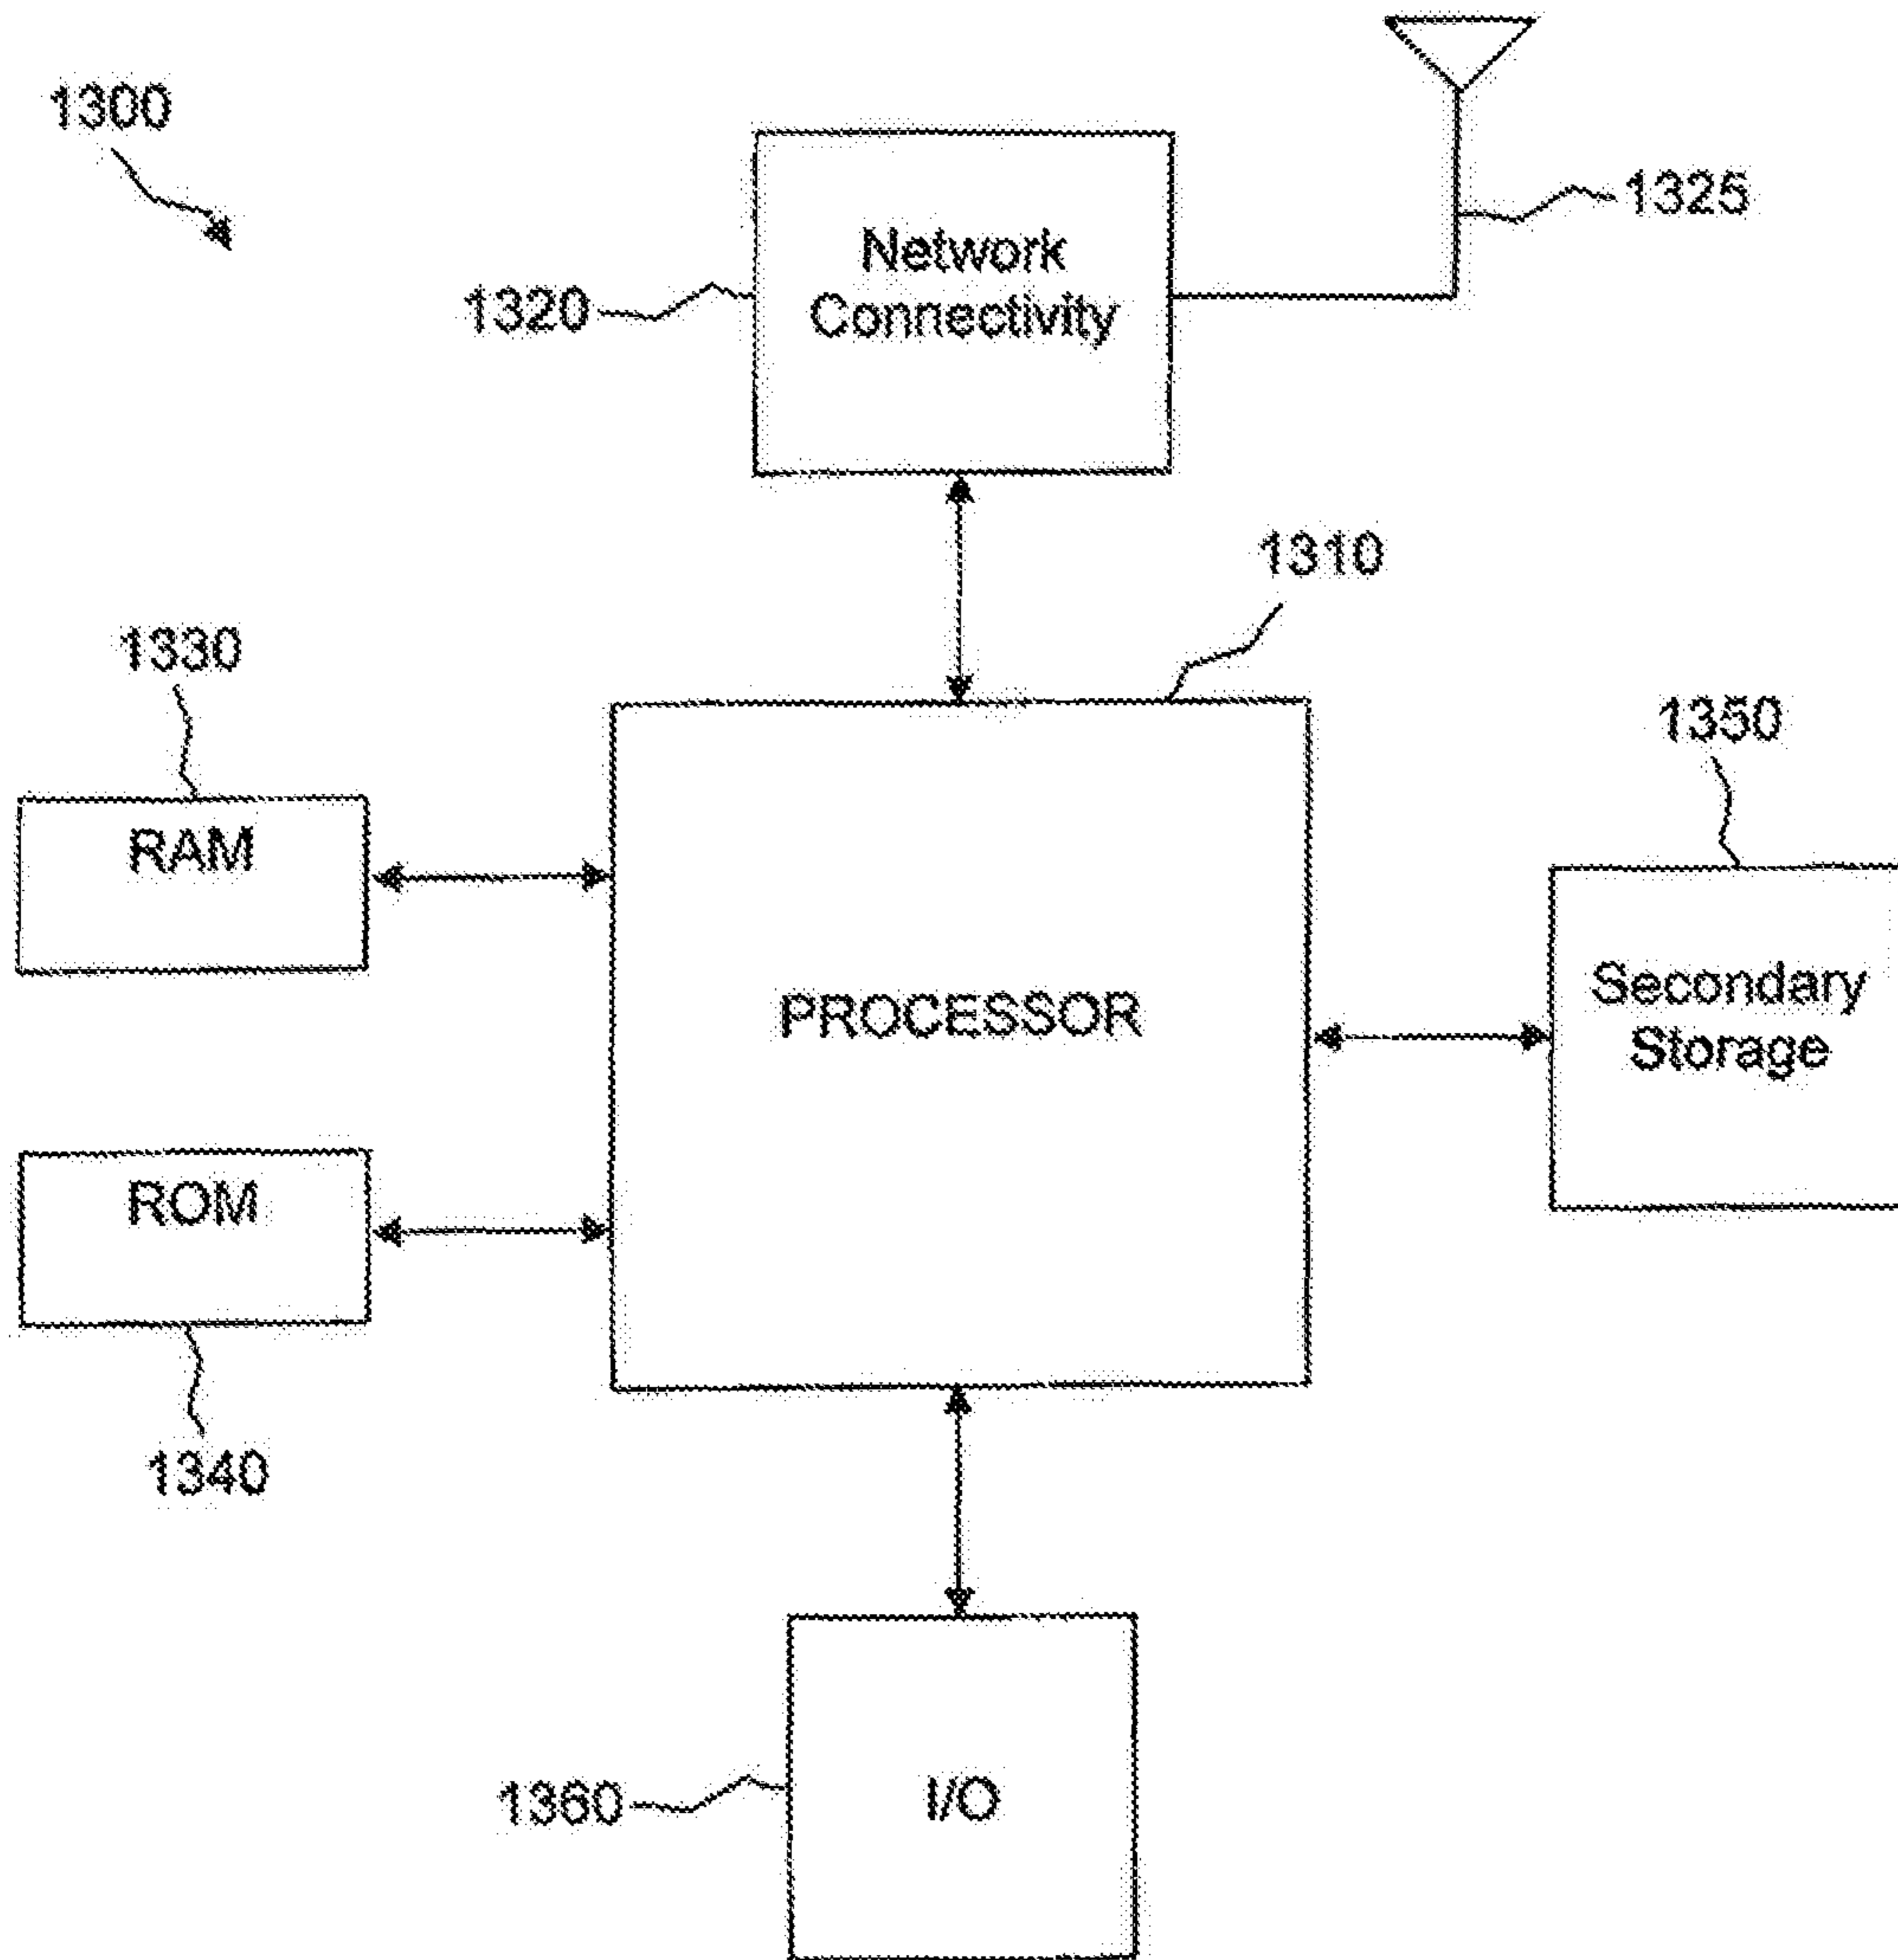 1300
1325
Network
Connectivity
1320
1310
1330
1350
RAM
PROCESSOR
Secondary
Storage
ROM
1340
1360
I/O